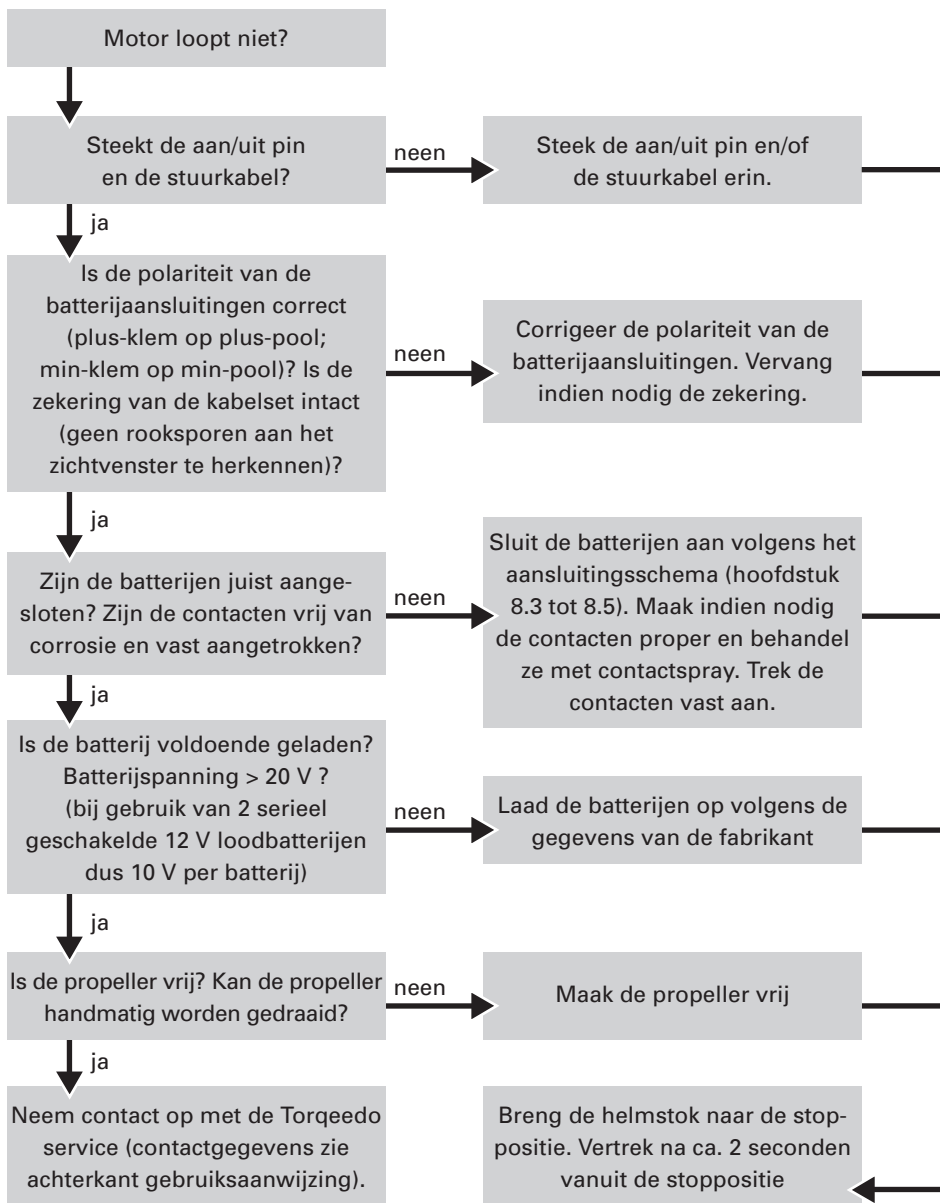 Motor loopt niet?
Steekt de aan/uit pin
en de stuurkabel?
neen
Steek de aan/uit pin en/of
de stuurkabel erin.
ja
Is de polariteit van de
batterijaansluitingen correct
(plus-klem op plus-pool;
min-klem op min-pool)? Is de
zekering van de kabelset intact
(geen rooksporen aan het
zichtvenster te herkennen)?
neen
Corrigeer de polariteit van de
batterijaansluitingen. Vervang
indien nodig de zekering.
ja
Zijn de batterijen juist aange-
sloten? Zijn de contacten vrij van
corrosie en vast aangetrokken?
neen
Sluit de batterijen aan volgens het
aansluitingsschema (hoofdstuk
8.3 tot 8.5). Maak indien nodig
de contacten proper en behandel
ze met contactspray. Trek de
contacten vast aan.
ja
Is de batterij voldoende geladen?
Batterijspanning > 20 V ?
(bij gebruik van 2 serieel
geschakelde 12 V loodbatterijen
dus 10 V per batterij)
neen
Laad de batterijen op volgens de
gegevens van de fabrikant
ja
Is de propeller vrij? Kan de propeller
handmatig worden gedraaid?
neen
Maak de propeller vrij
ja
Neem contact op met de Torqeedo
service (contactgegevens zie
achterkant gebruiksaanwijzing).
Breng de helmstok naar de stop-
positie. Vertrek na ca. 2 seconden
vanuit de stoppositie